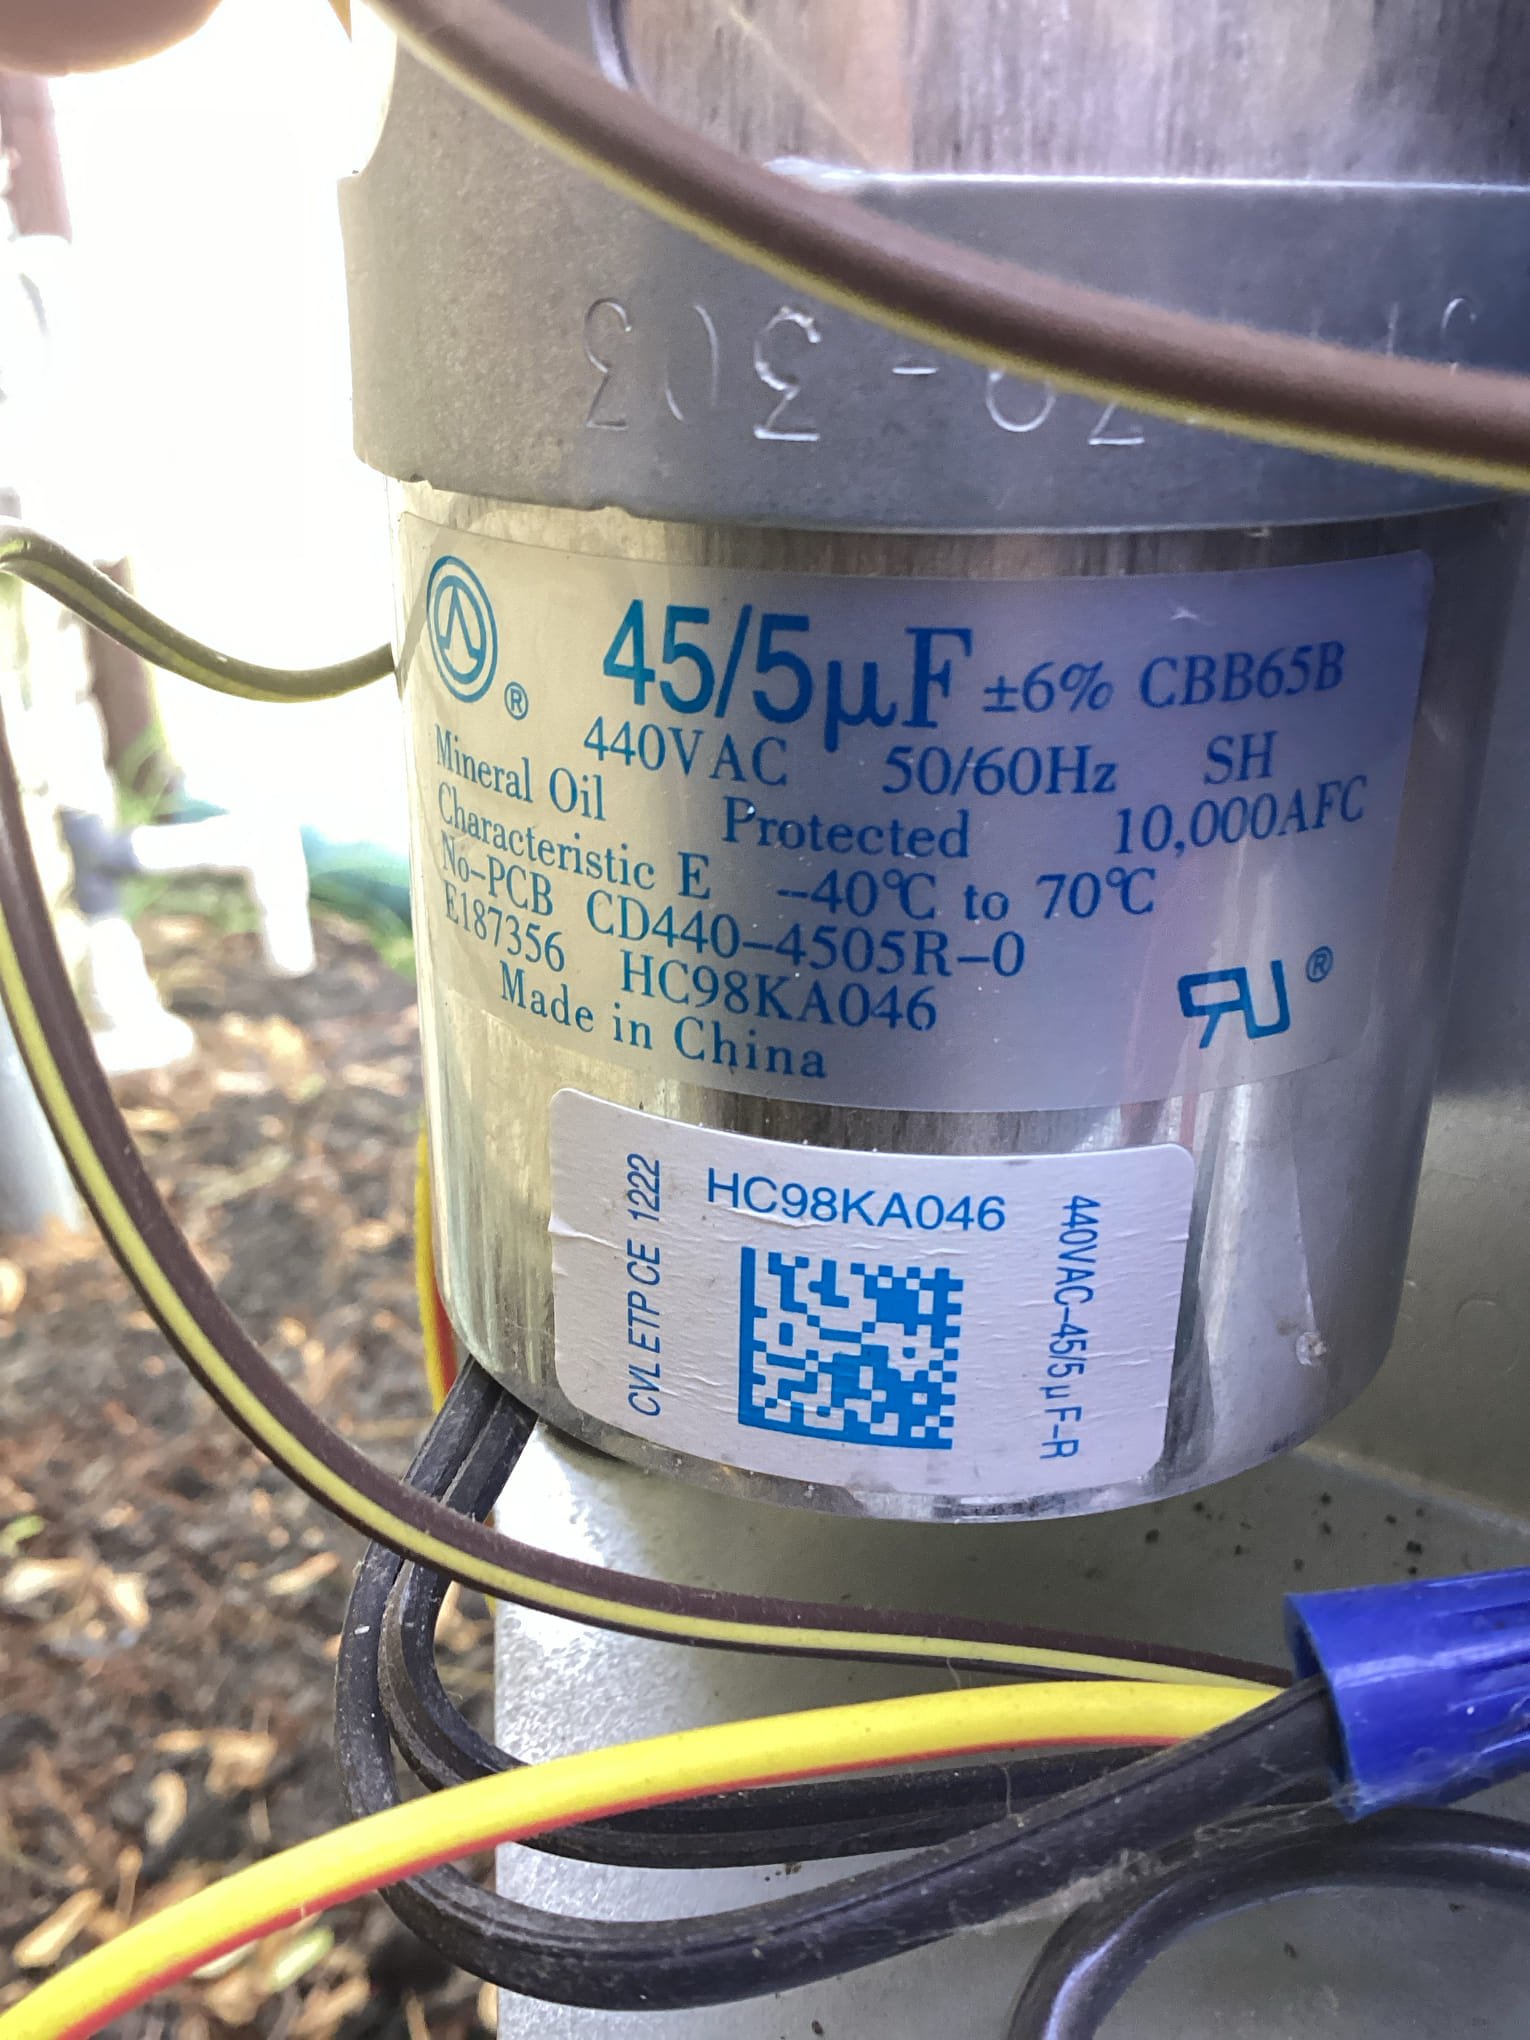 45/5μF ±6% CBB65B
®
440VAC 50/60Hz SH
Mineral Oil Protected 10,000AFC
Characteristic E -40℃ to 70℃
No-PCB CD440-4505R-0
E187356 HC98KA046
Made in China
®
CVL ETP CE 1222
HC98KA046
440VAC-45/5μF-R